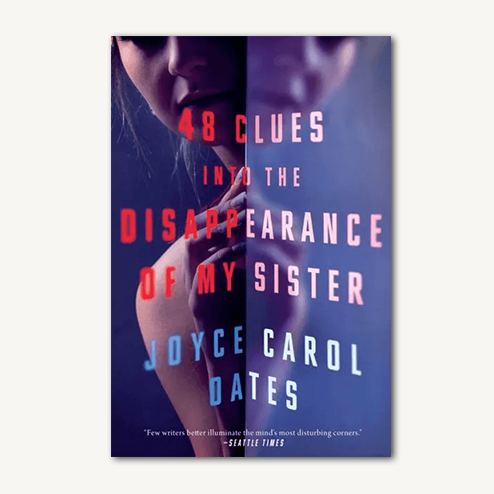 48 CLUES
INTO THE
DISAPPEARANCE
OF MY SISTER
JOYCE CAROL
OATES
"Few writers better illuminate the mind's most disturbing corners."
—SEATTLE TIMES